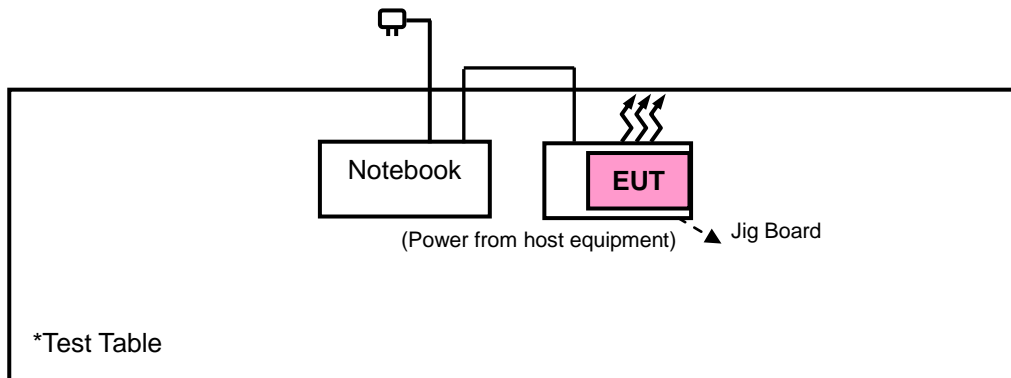 Notebook
EUT
(Power from host equipment)
Jig Board
*Test Table